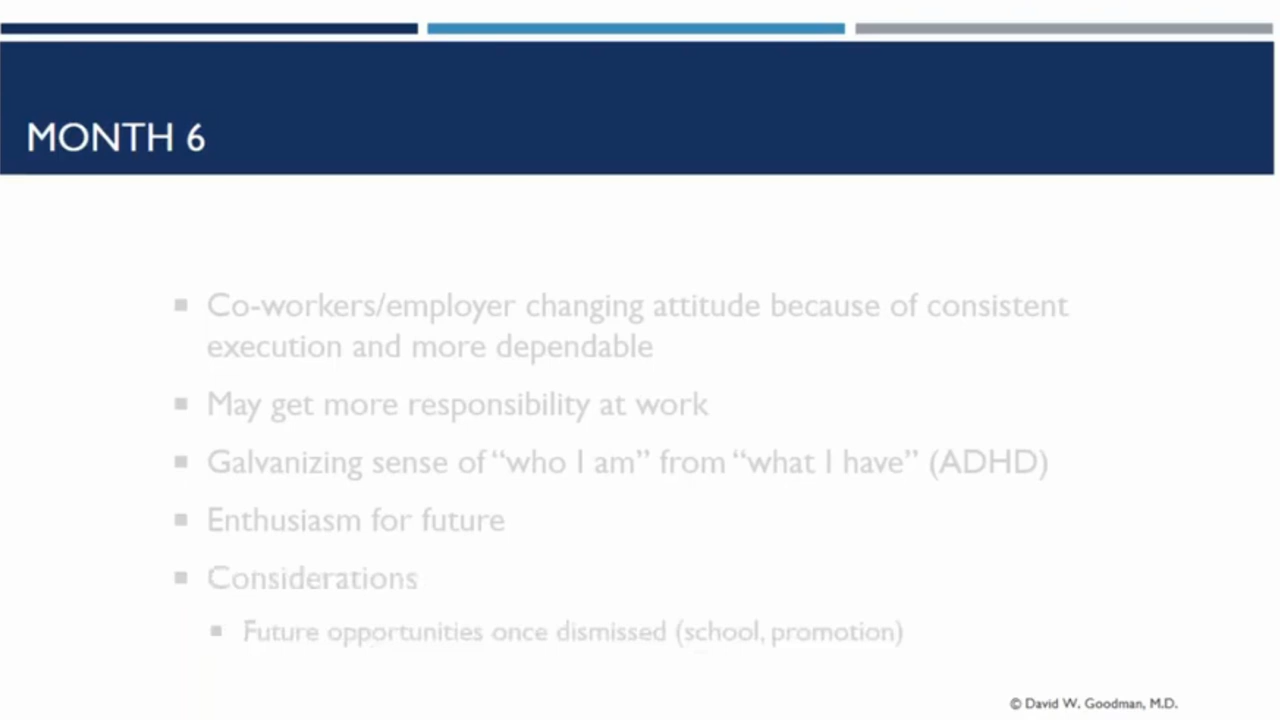 MONTH 6
Co-workers/employer changing attitude because of consistent
execution and more dependable
May get more responsibility at work
Galvanizing sense of “who I am” from “what I have” (ADHD)
Enthusiasm for future
Considerations
Future opportunities once dismissed (school, promotion)
© David W. Goodman, M.D.